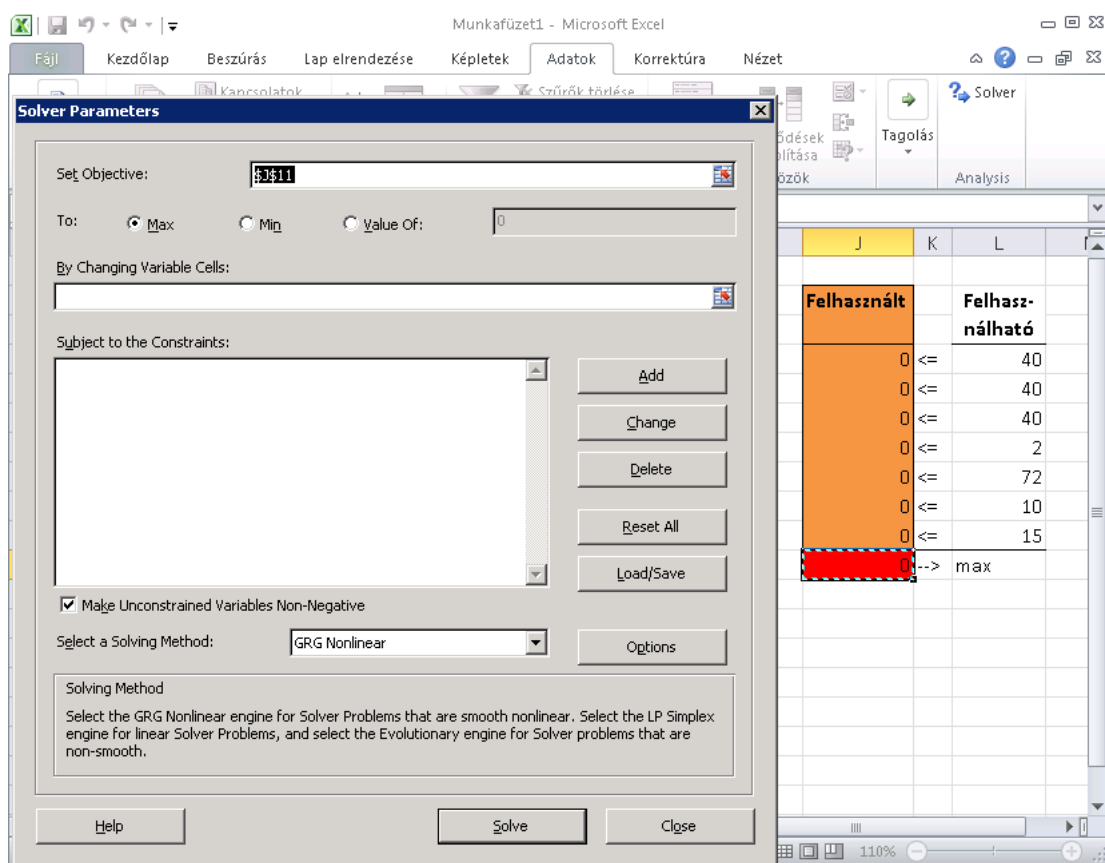 Munkafüzet1 - Microsoft Excel
Fájl Kezdőlap Beszúrás Lap elrendezése Képletek Adatok Korrektúra Nézet
Kapcsolatok Szűrők törlése Solver
Tagolás
Analysis
Solver Parameters
Set Objective: $J$11
To: Max Min Value Of: 0
By Changing Variable Cells:
Subject to the Constraints:
Add
Change
Delete
Reset All
Load/Save
Make Unconstrained Variables Non-Negative
Select a Solving Method: GRG Nonlinear Options
Solving Method
Select the GRG Nonlinear engine for Solver Problems that are smooth nonlinear. Select the LP Simplex
engine for linear Solver Problems, and select the Evolutionary engine for Solver problems that are
non-smooth.
Help Solve Close
J K L
Felhasznált Felhasz-
nálható
0 <= 40
0 <= 40
0 <= 40
0 <= 2
0 <= 72
0 <= 10
0 <= 15
0 --> max
110%